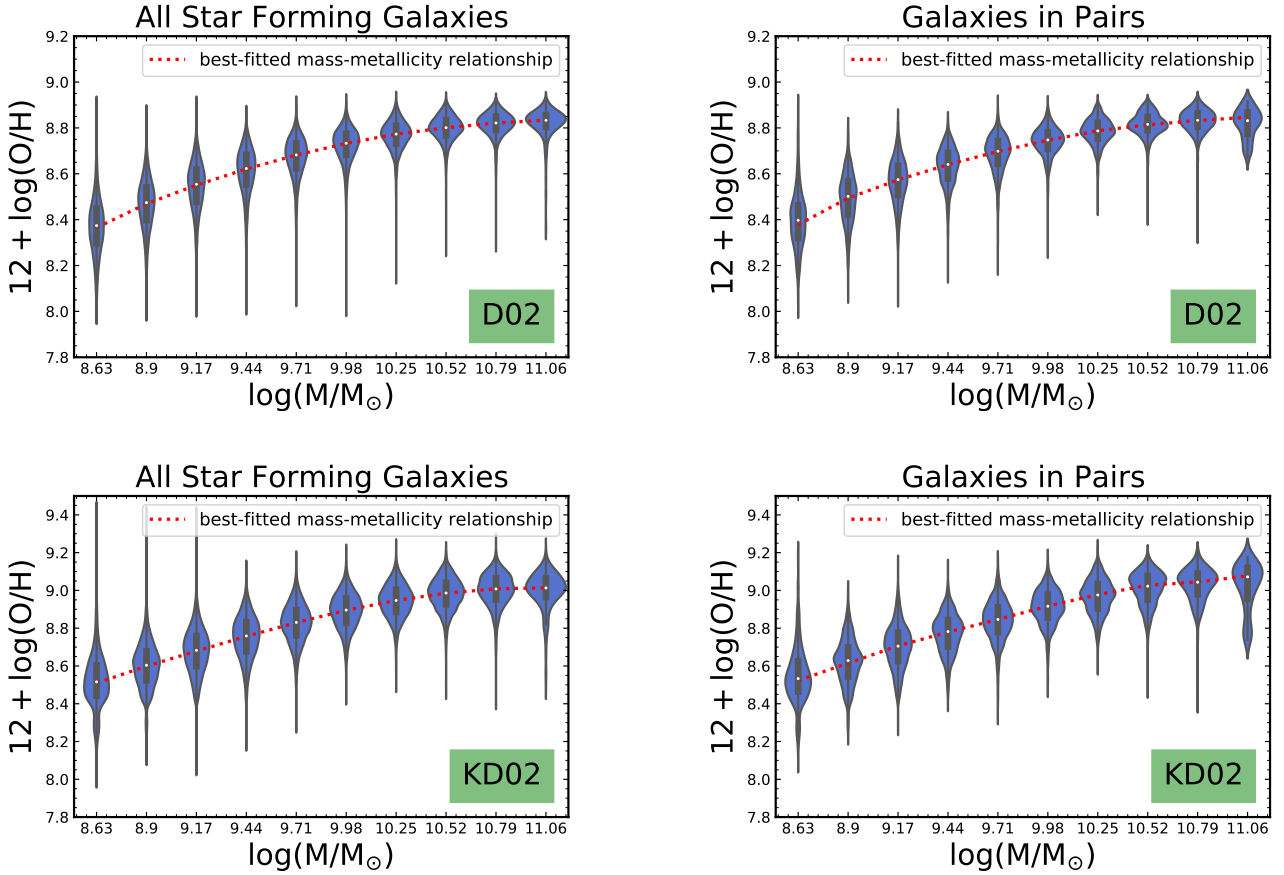 All Star Forming Galaxies
9.2
9.0
8.8
8.6
8.4
8.2
8.0
7.8
12 + log(O/H)
best-fitted mass-metallicity relationship
D02
8.63 8.9 9.17 9.44 9.71 9.98 10.25 10.52 10.79 11.06
log(M/M☉)
Galaxies in Pairs
9.2
9.0
8.8
8.6
8.4
8.2
8.0
7.8
12 + log(O/H)
best-fitted mass-metallicity relationship
D02
8.63 8.9 9.17 9.44 9.71 9.98 10.25 10.52 10.79 11.06
log(M/M☉)
All Star Forming Galaxies
9.4
9.2
9.0
8.8
8.6
8.4
8.2
8.0
7.8
12 + log(O/H)
best-fitted mass-metallicity relationship
KD02
8.63 8.9 9.17 9.44 9.71 9.98 10.25 10.52 10.79 11.06
log(M/M☉)
Galaxies in Pairs
9.4
9.2
9.0
8.8
8.6
8.4
8.2
8.0
7.8
12 + log(O/H)
best-fitted mass-metallicity relationship
KD02
8.63 8.9 9.17 9.44 9.71 9.98 10.25 10.52 10.79 11.06
log(M/M☉)